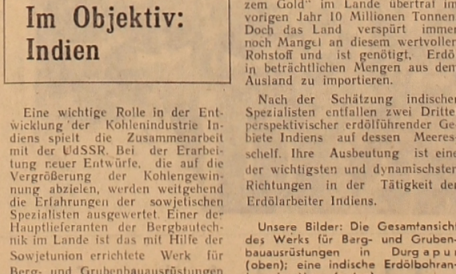 Im Objektiv:
Indien
Eine wichtige Rolle in der Ent-
wicklung der Kohlenindustrie In-
diens spielt die Zusammenarbeit
mit der UdSSR. Bei der Erarbei-
tung neuer Entwürfe, die auf die
Vergrößerung der Kohlengewin-
nung abzielen, werden weitgehend
die Erfahrungen der sowjetischen
Spezialisten ausgewertet. Einer der
Hauptlieferanten der Bergbautech-
nik im Lande ist das mit Hilfe der
Sowjetunion errichtete Werk für
Berg- und Grubenbauausrüstungen
zem Gold" im Lande übertraf im
vorigen Jahr 10 Millionen Tonnen
Doch das Land verspürt immer
noch Mangel an diesem wertvollen
Rohstoff und ist genötigt, Erdö
in beträchtlichen Mengen aus dem
Ausland zu importieren.
Nach der Schätzung indischer
Spezialisten entfallen zwei Drittel
perspektivischer erdölführender Ge
biete Indiens auf dessen Meeres-
schelf. Ihre Ausbeutung ist eine
der wichtigsten und dynamischster
Richtungen in der Tätigkeit der
Erdölarbeiter Indiens.
Unsere Bilder: Die Gesamtansicht
des Werks für Berg- und Gruben-
bauausrüstungen in Durgapu
(oben); eine indische Erdölbohran-